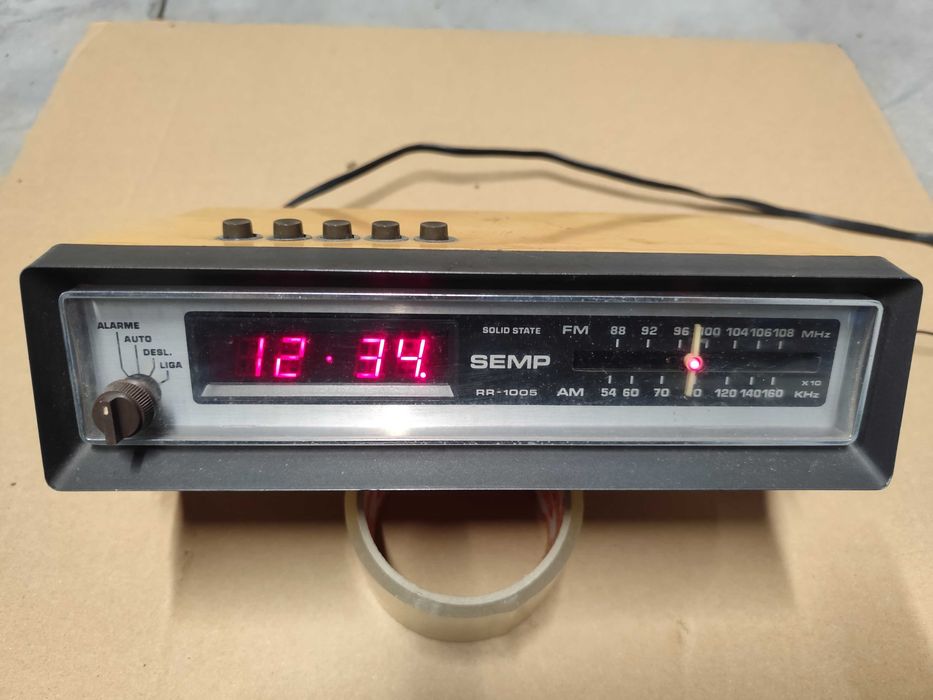 ALARME
AUTO
DESL.
LIGA
12 · 34.
SOLID STATE
SEMP
RR-1005
FM 88 92 96 100 104 106 108 MHz
AM 54 60 70 120 140 160 X10 KHz